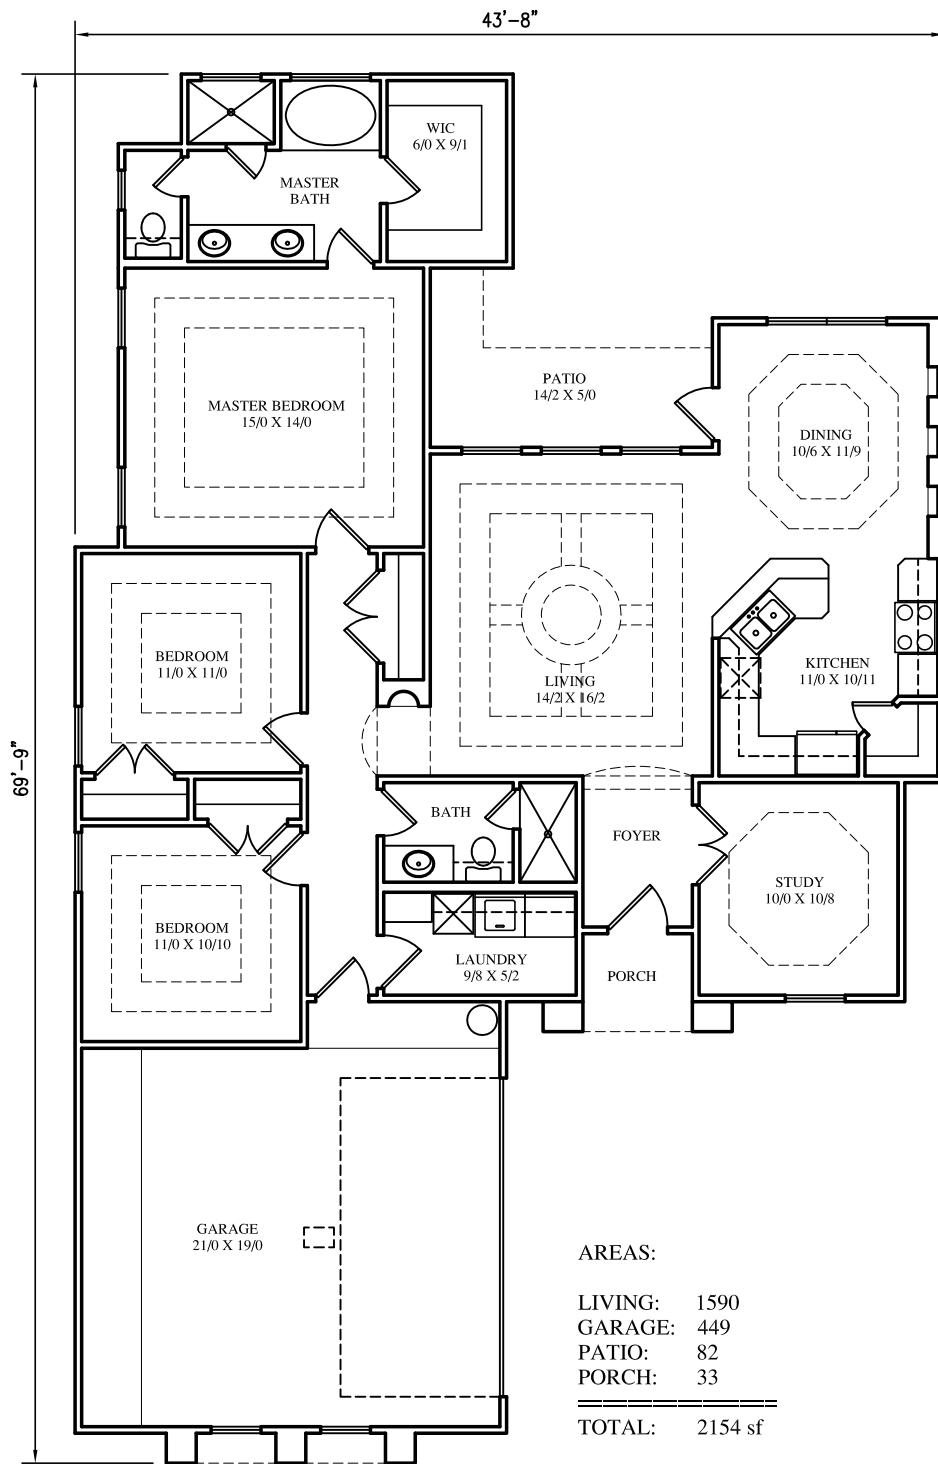 43'-8"
WIC
6/0 X 9/1
MASTER
BATH
PATIO
14/2 X 5/0
MASTER BEDROOM
15/0 X 14/0
DINING
10/6 X 11/9
BEDROOM
11/0 X 11/0
KITCHEN
11/0 X 10/11
LIVING
14/2 X 16/2
69'-9"
BATH
FOYER
STUDY
10/0 X 10/8
BEDROOM
11/0 X 10/10
LAUNDRY
9/8 X 5/2
PORCH
GARAGE
21/0 X 19/0
AREAS:
LIVING: 1590
GARAGE: 449
PATIO: 82
PORCH: 33
TOTAL: 2154 sf